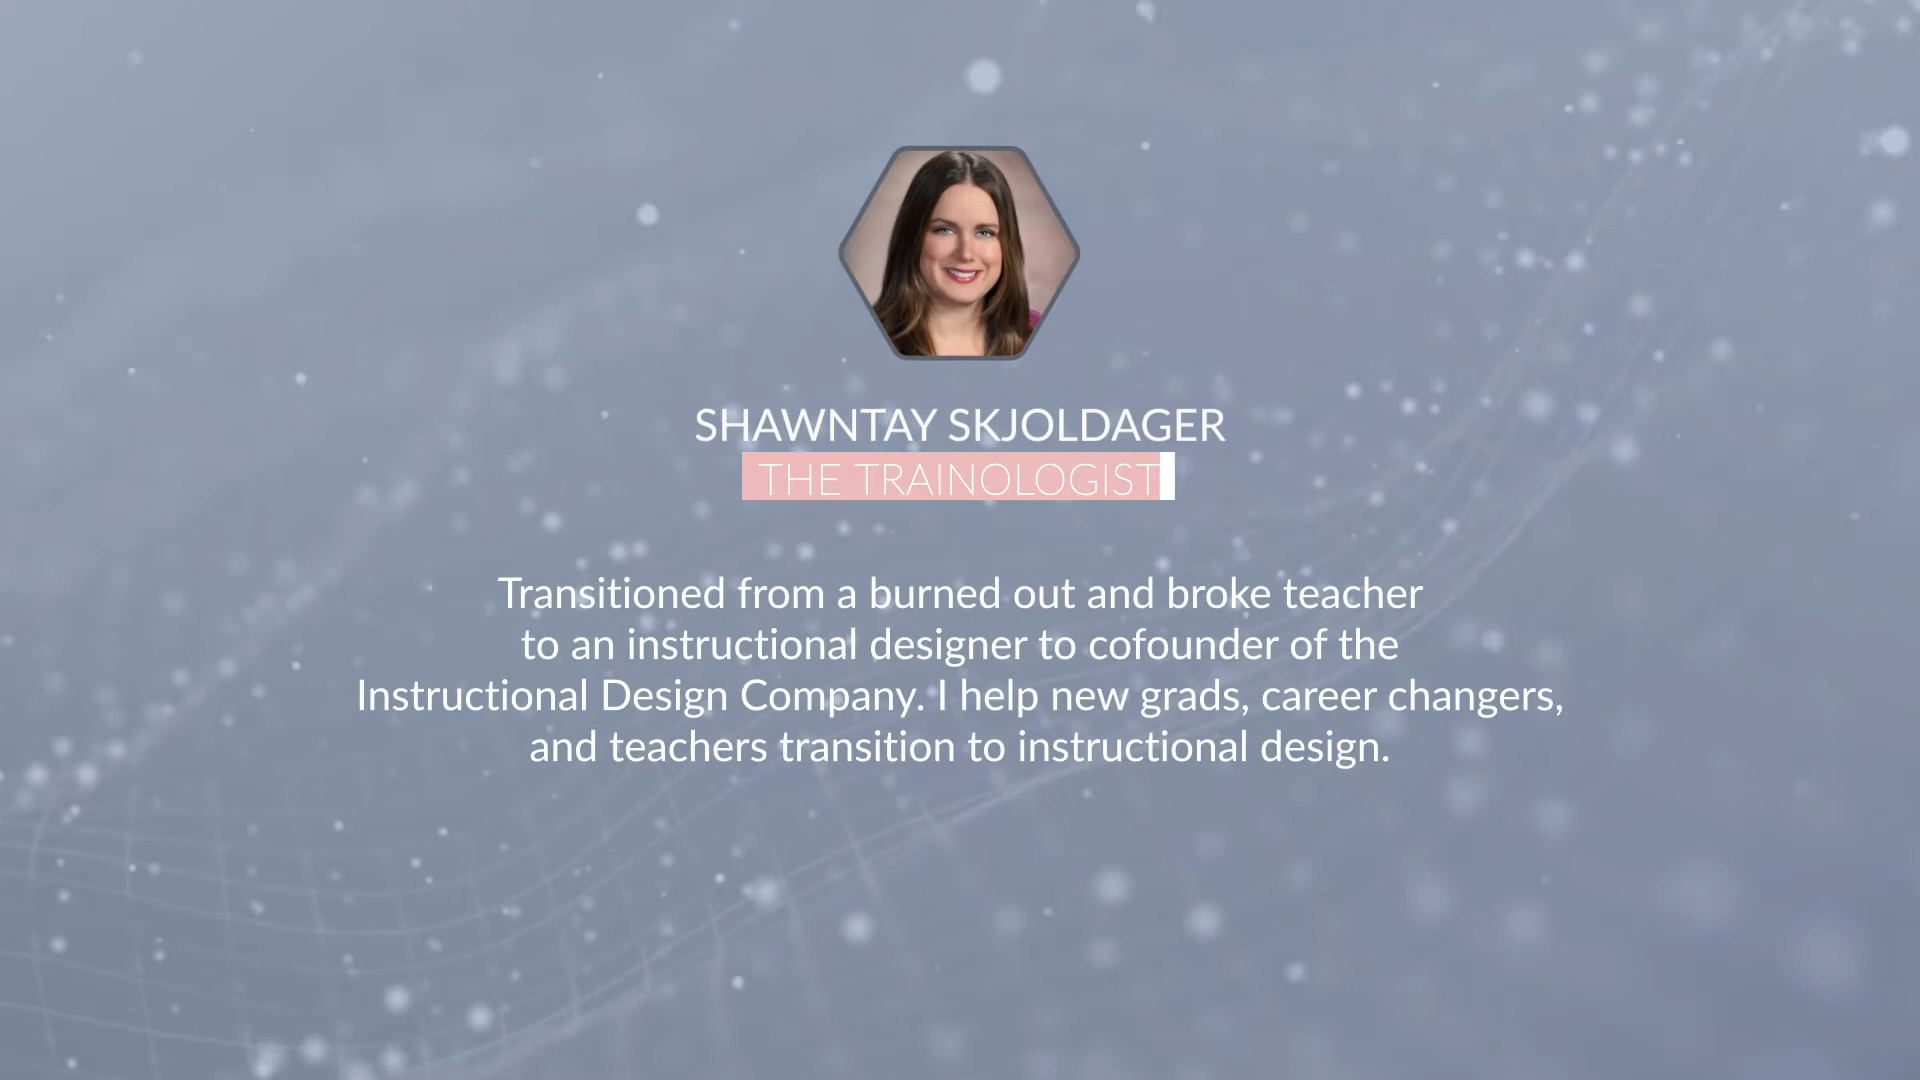 SHAWNTAY SKJOLDAGER
THE TRAINOLOGIST
Transitioned from a burned out and broke teacher
to an instructional designer to cofounder of the
Instructional Design Company. I help new grads, career changers,
and teachers transition to instructional design.